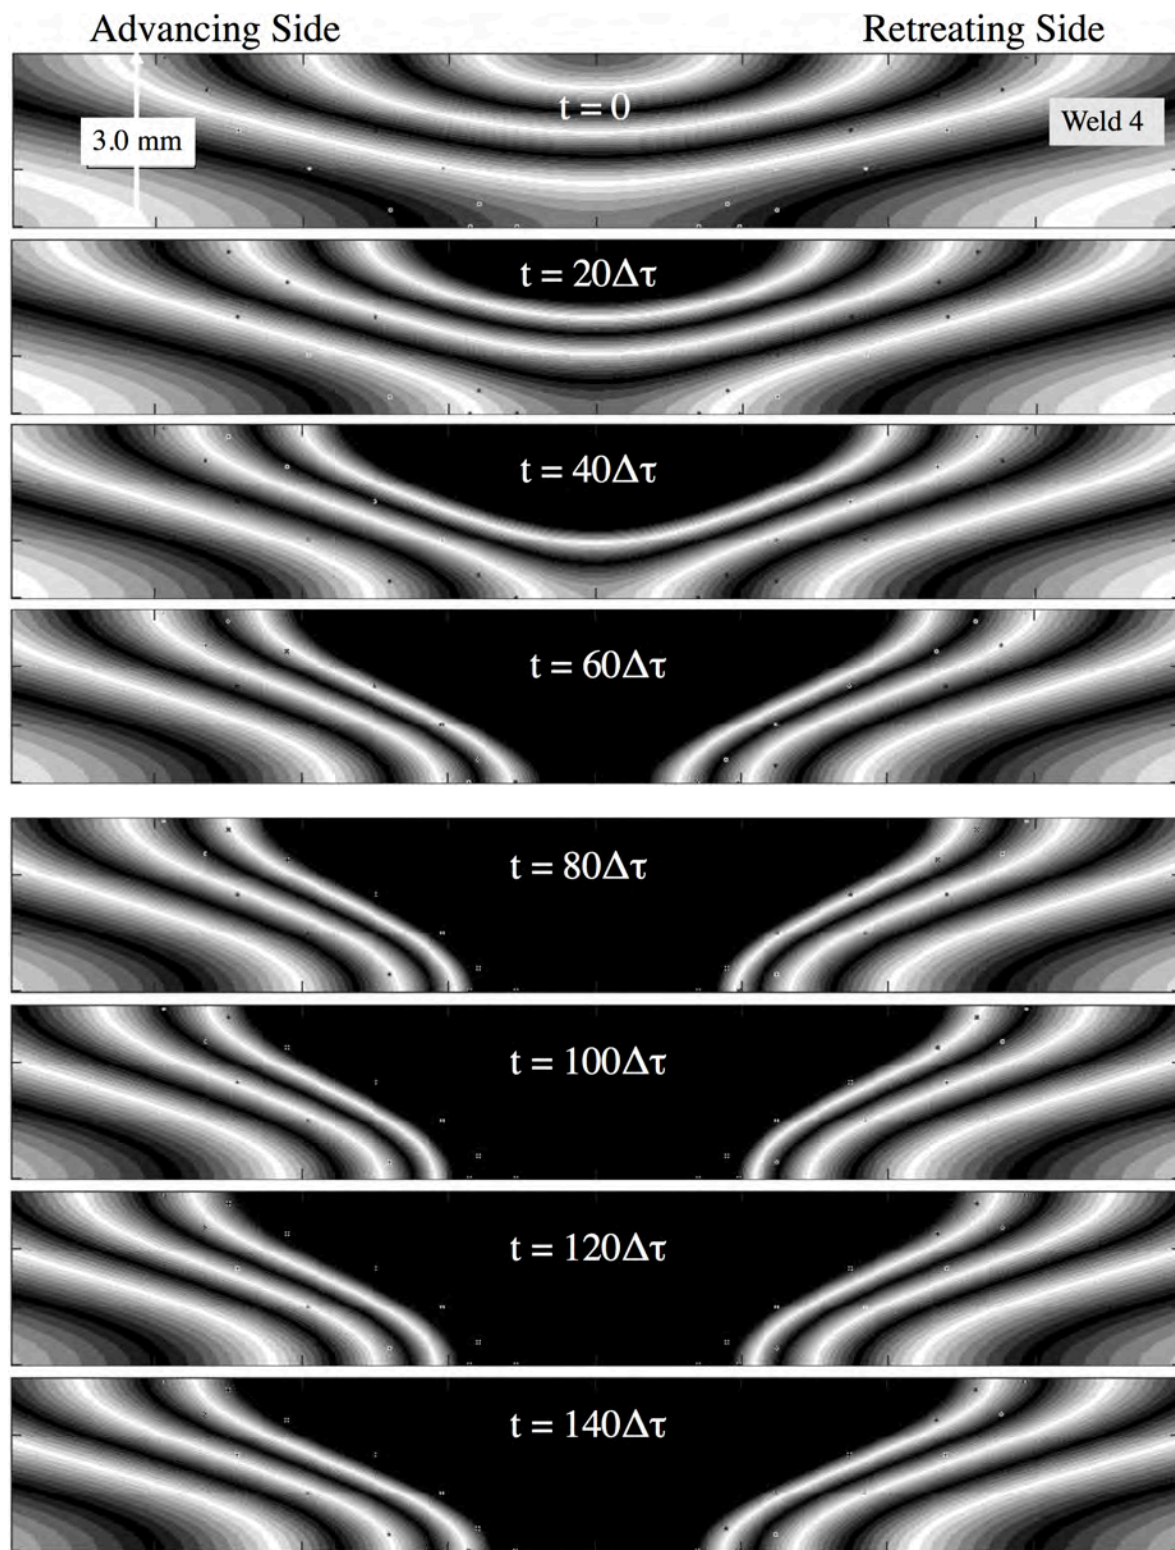 Advancing Side
Retreating Side
t = 0
3.0 mm
Weld 4
t = 20Δτ
t = 40Δτ
t = 60Δτ
t = 80Δτ
t = 100Δτ
t = 120Δτ
t = 140Δτ